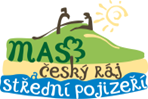 MAS
český ráj
a
střední pojizeří